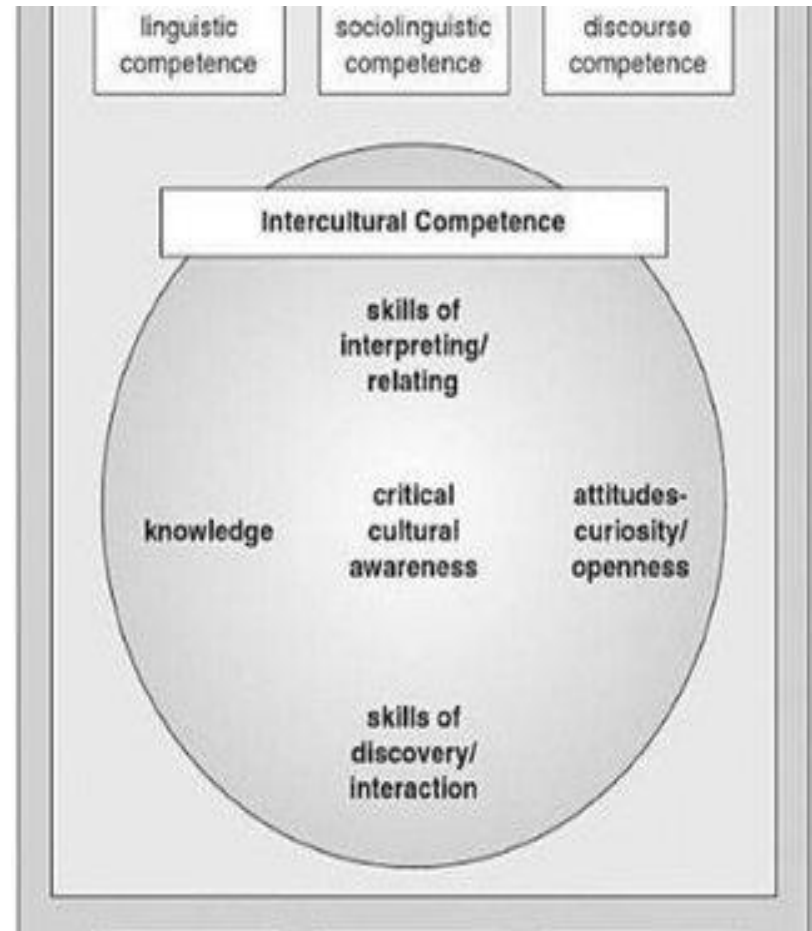 linguistic
competence
sociolinguistic
competence
discourse
competence
Intercultural Competence
skills of
interpreting/
relating
knowledge
critical
cultural
awareness
attitudes-
curiosity/
openness
skills of
discovery/
interaction